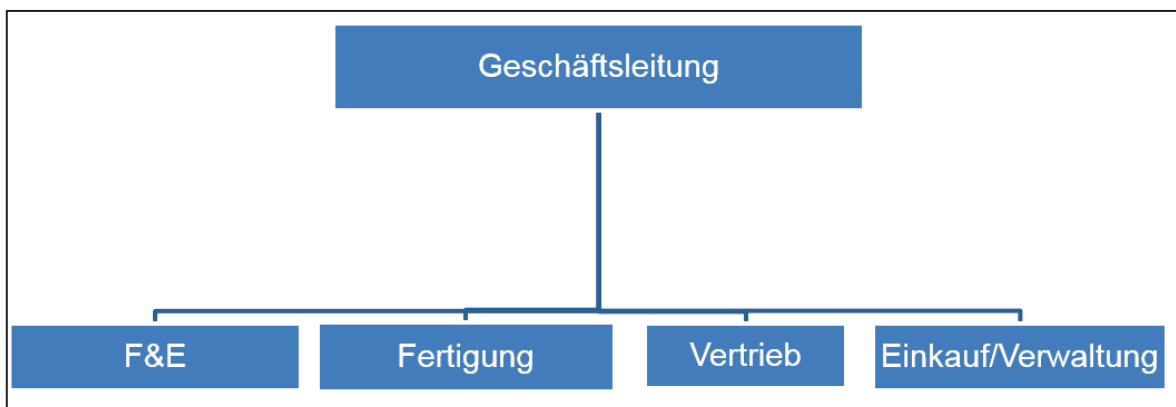 Geschäftsleitung
F&E
Fertigung
Vertrieb
Einkauf/Verwaltung